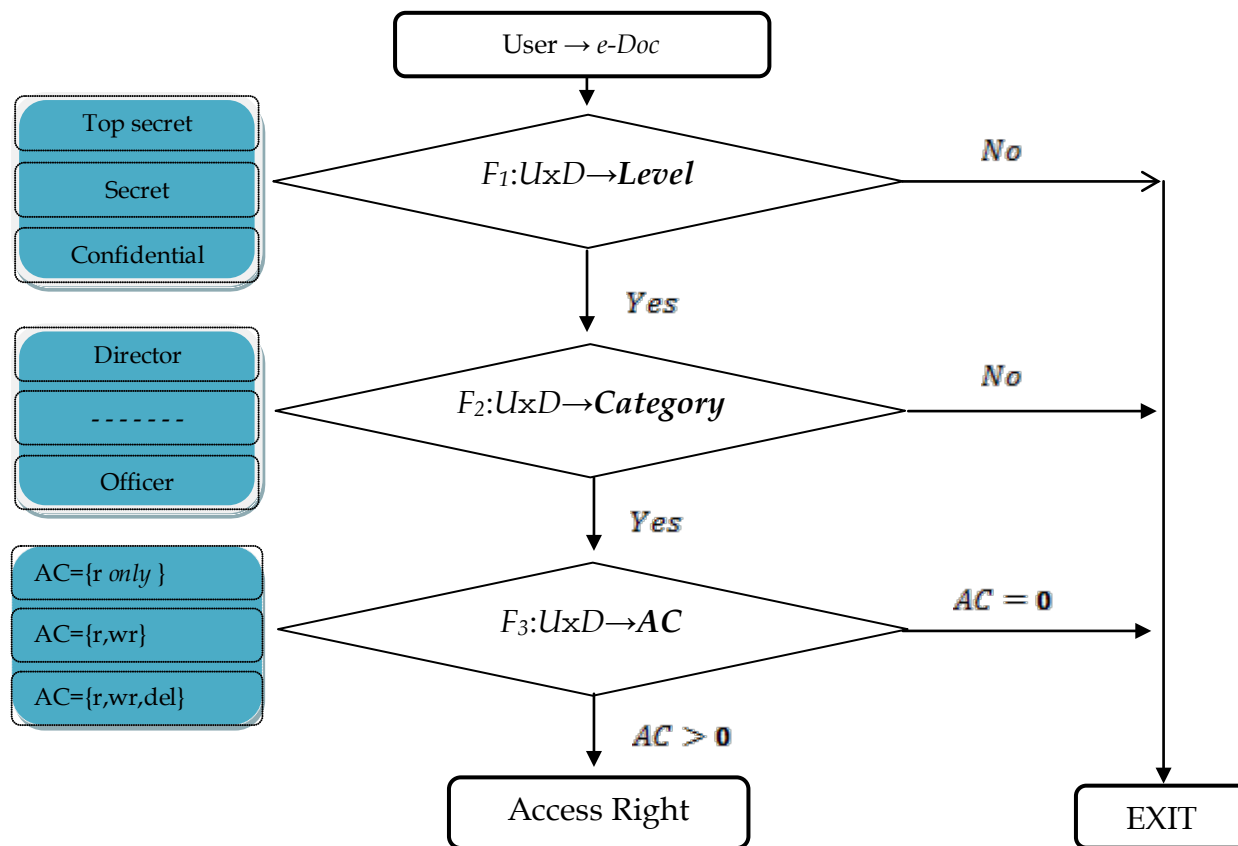 User → e-Doc
Top secret
Secret
Confidential
F₁:UxD→Level
No
Yes
Director
- - - - - - -
Officer
F₂:UxD→Category
No
Yes
AC={r only }
AC={r,wr}
AC={r,wr,del}
F₃:UxD→AC
AC = 0
AC > 0
Access Right
EXIT